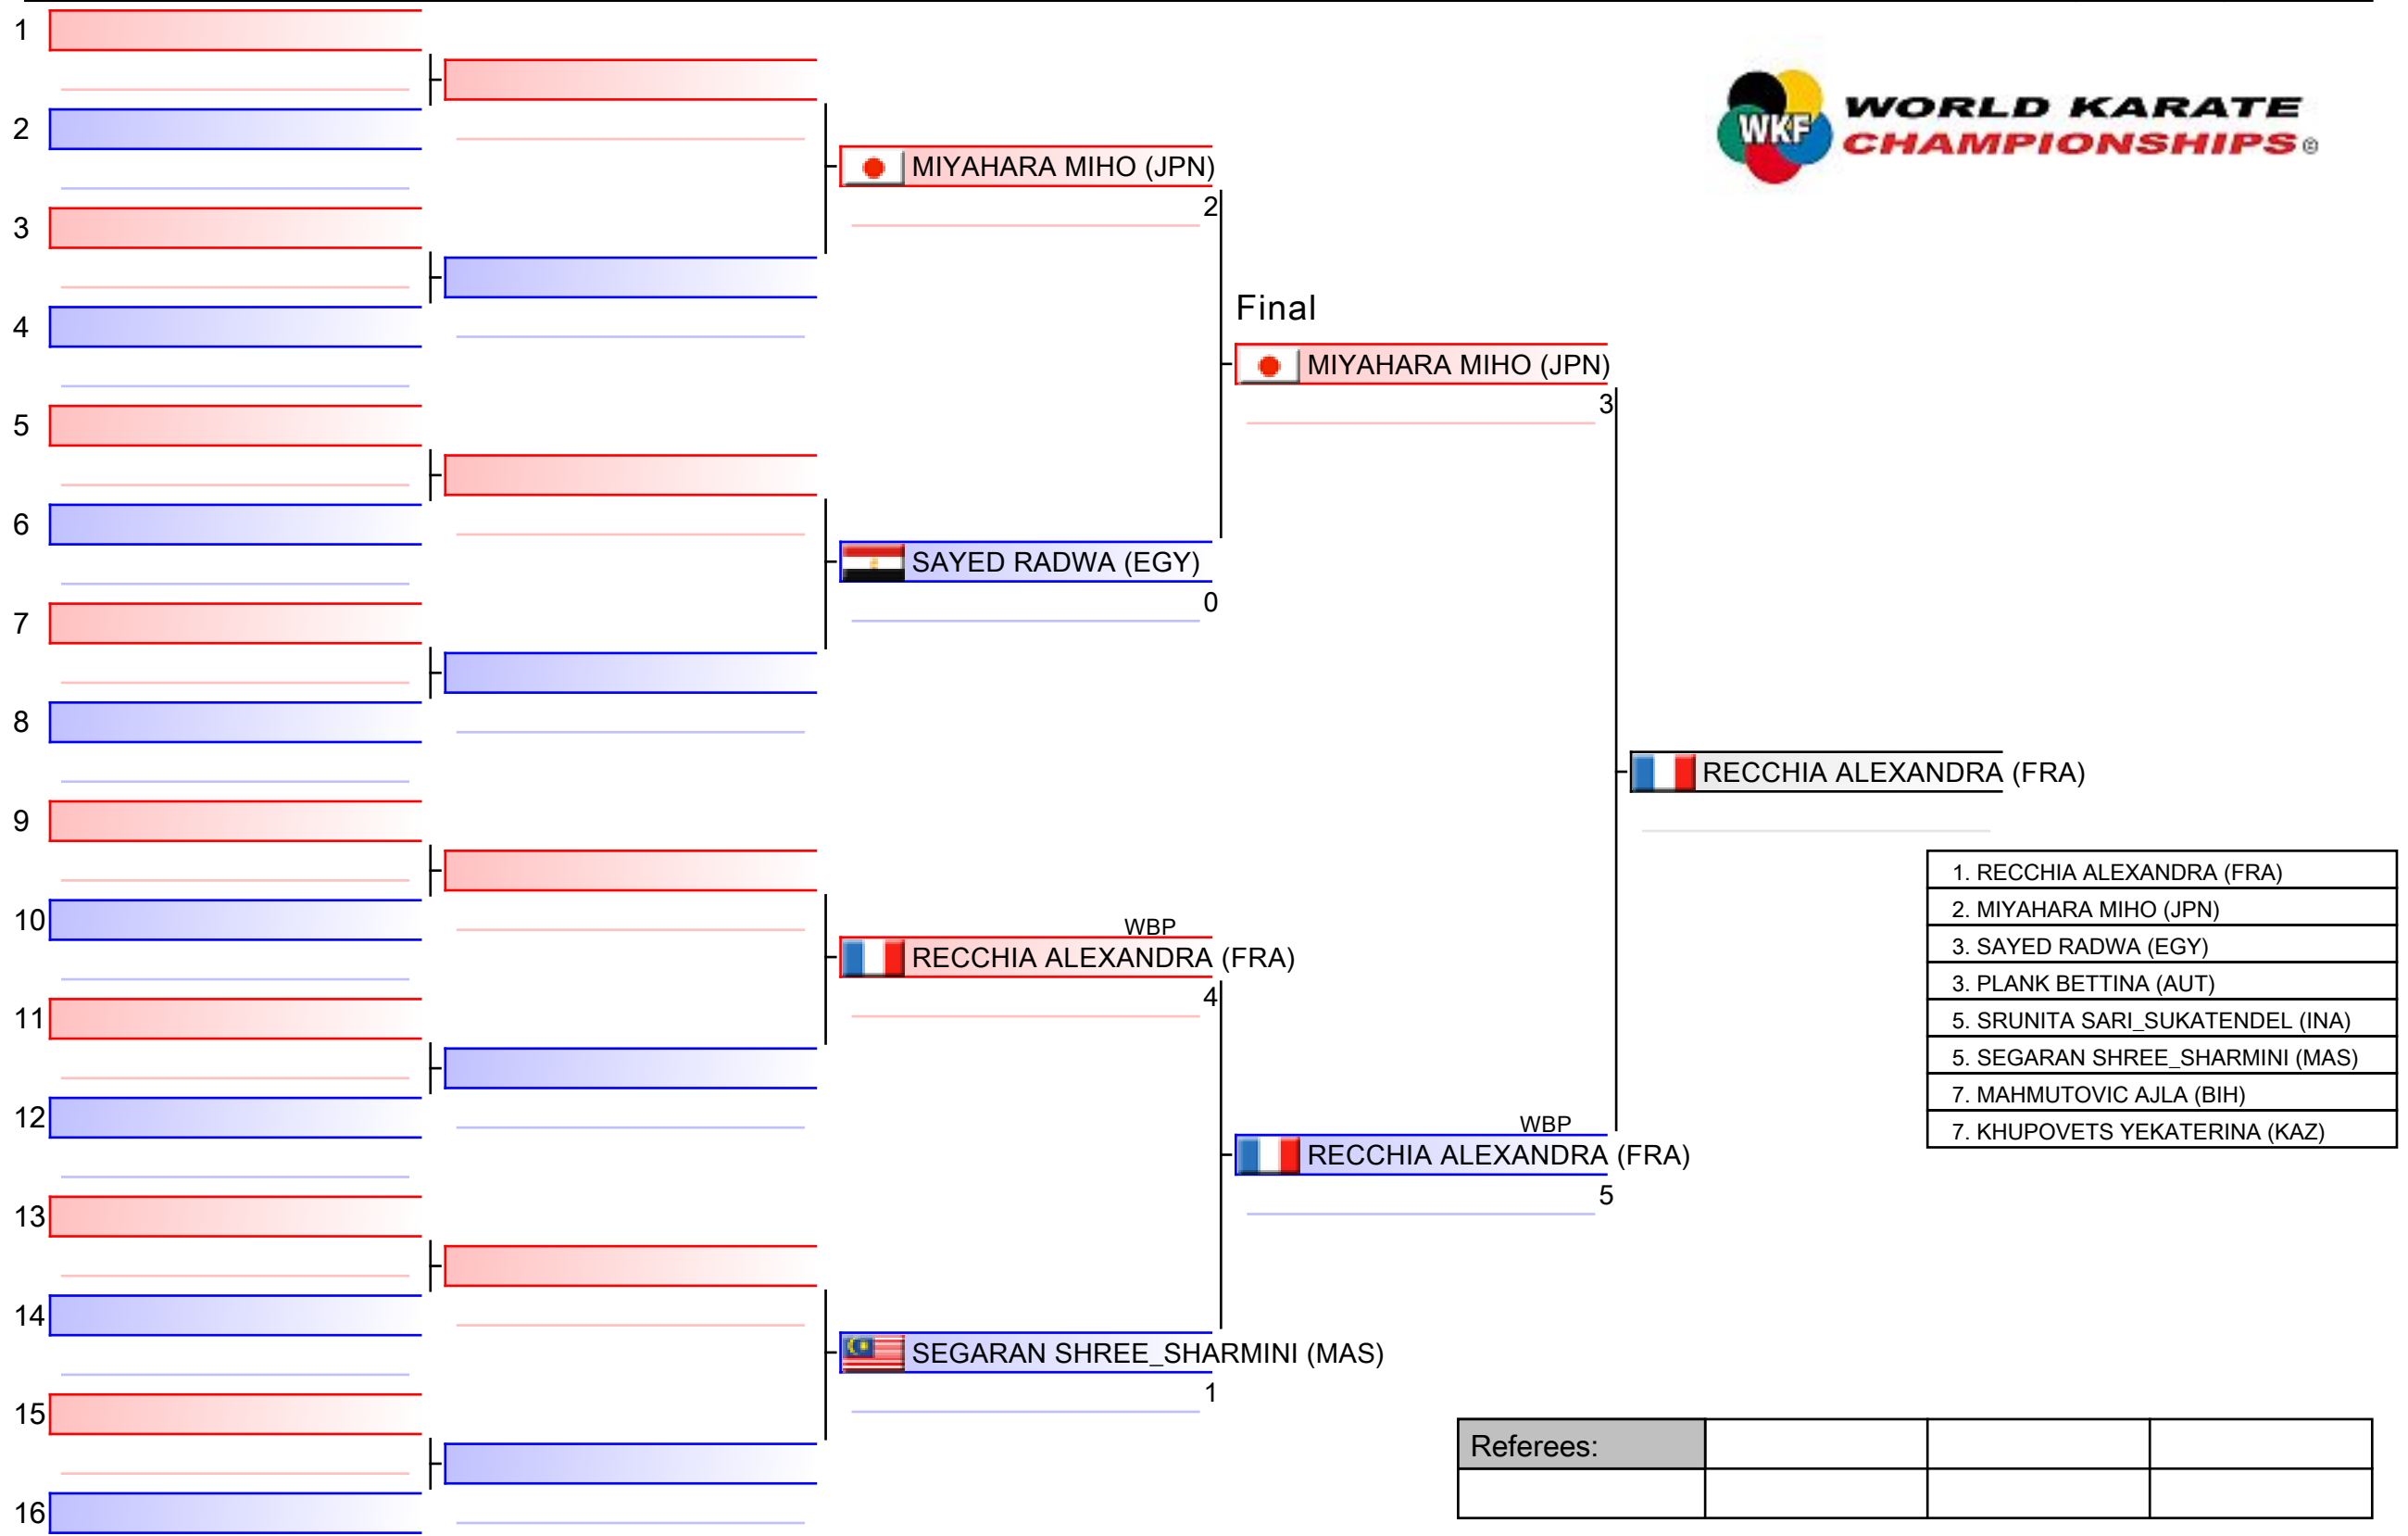 1
2
3
4
5
6
7
8
9
10
11
12
13
14
15
16
MIYAHARA MIHO (JPN)
2
SAYED RADWA (EGY)
0
WBP
RECCHIA ALEXANDRA (FRA)
4
SEGARAN SHREE_SHARMINI (MAS)
1
Final
MIYAHARA MIHO (JPN)
3
WBP
RECCHIA ALEXANDRA (FRA)
5
RECCHIA ALEXANDRA (FRA)
WKF
WORLD KARATE
CHAMPIONSHIPS®
1. RECCHIA ALEXANDRA (FRA)
2. MIYAHARA MIHO (JPN)
3. SAYED RADWA (EGY)
3. PLANK BETTINA (AUT)
5. SRUNITA SARI_SUKATENDEL (INA)
5. SEGARAN SHREE_SHARMINI (MAS)
7. MAHMUTOVIC AJLA (BIH)
7. KHUPOVETS YEKATERINA (KAZ)
Referees: